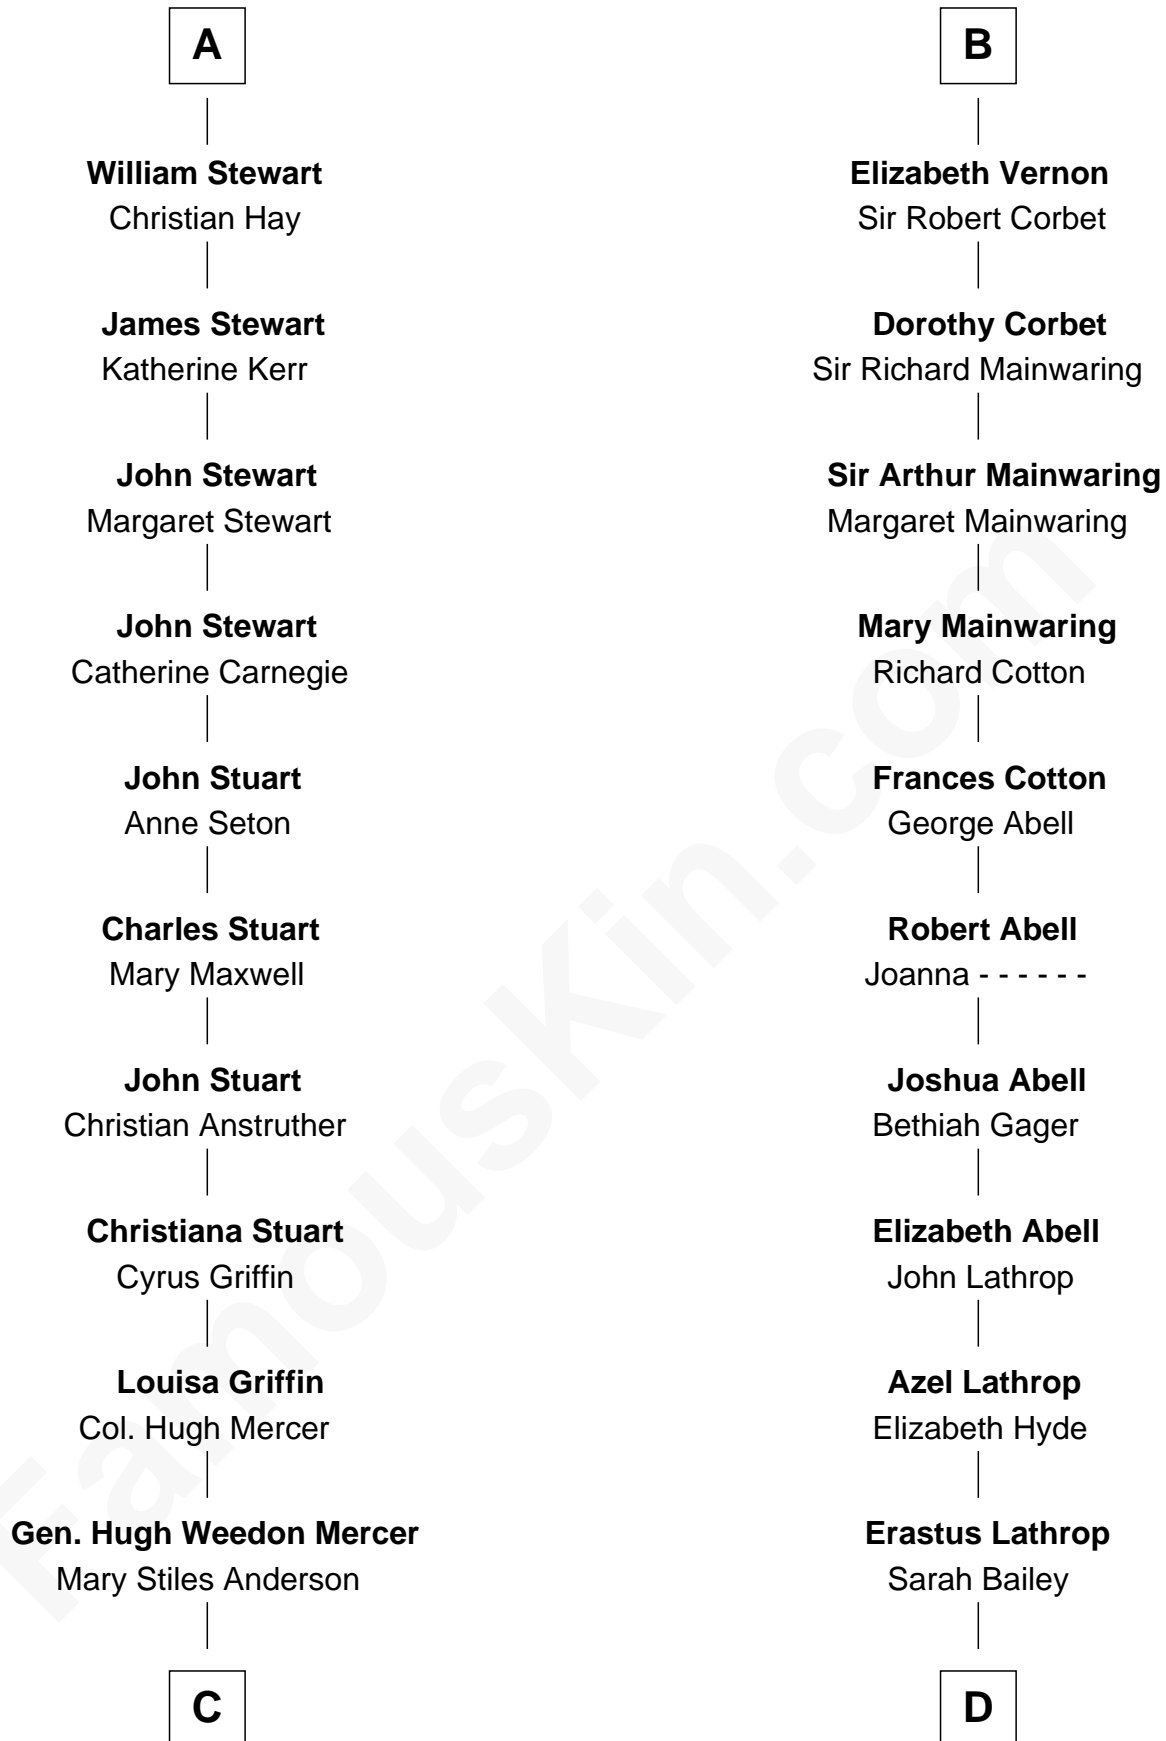 A
William Stewart
Christian Hay
James Stewart
Katherine Kerr
John Stewart
Margaret Stewart
John Stewart
Catherine Carnegie
John Stuart
Anne Seton
Charles Stuart
Mary Maxwell
John Stuart
Christian Anstruther
Christiana Stuart
Cyrus Griffin
Louisa Griffin
Col. Hugh Mercer
Gen. Hugh Weedon Mercer
Mary Stiles Anderson
C
B
Elizabeth Vernon
Sir Robert Corbet
Dorothy Corbet
Sir Richard Mainwaring
Sir Arthur Mainwaring
Margaret Mainwaring
Mary Mainwaring
Richard Cotton
Frances Cotton
George Abell
Robert Abell
Joanna - - - - - -
Joshua Abell
Bethiah Gager
Elizabeth Abell
John Lathrop
Azel Lathrop
Elizabeth Hyde
Erastus Lathrop
Sarah Bailey
D
FamousKin.com